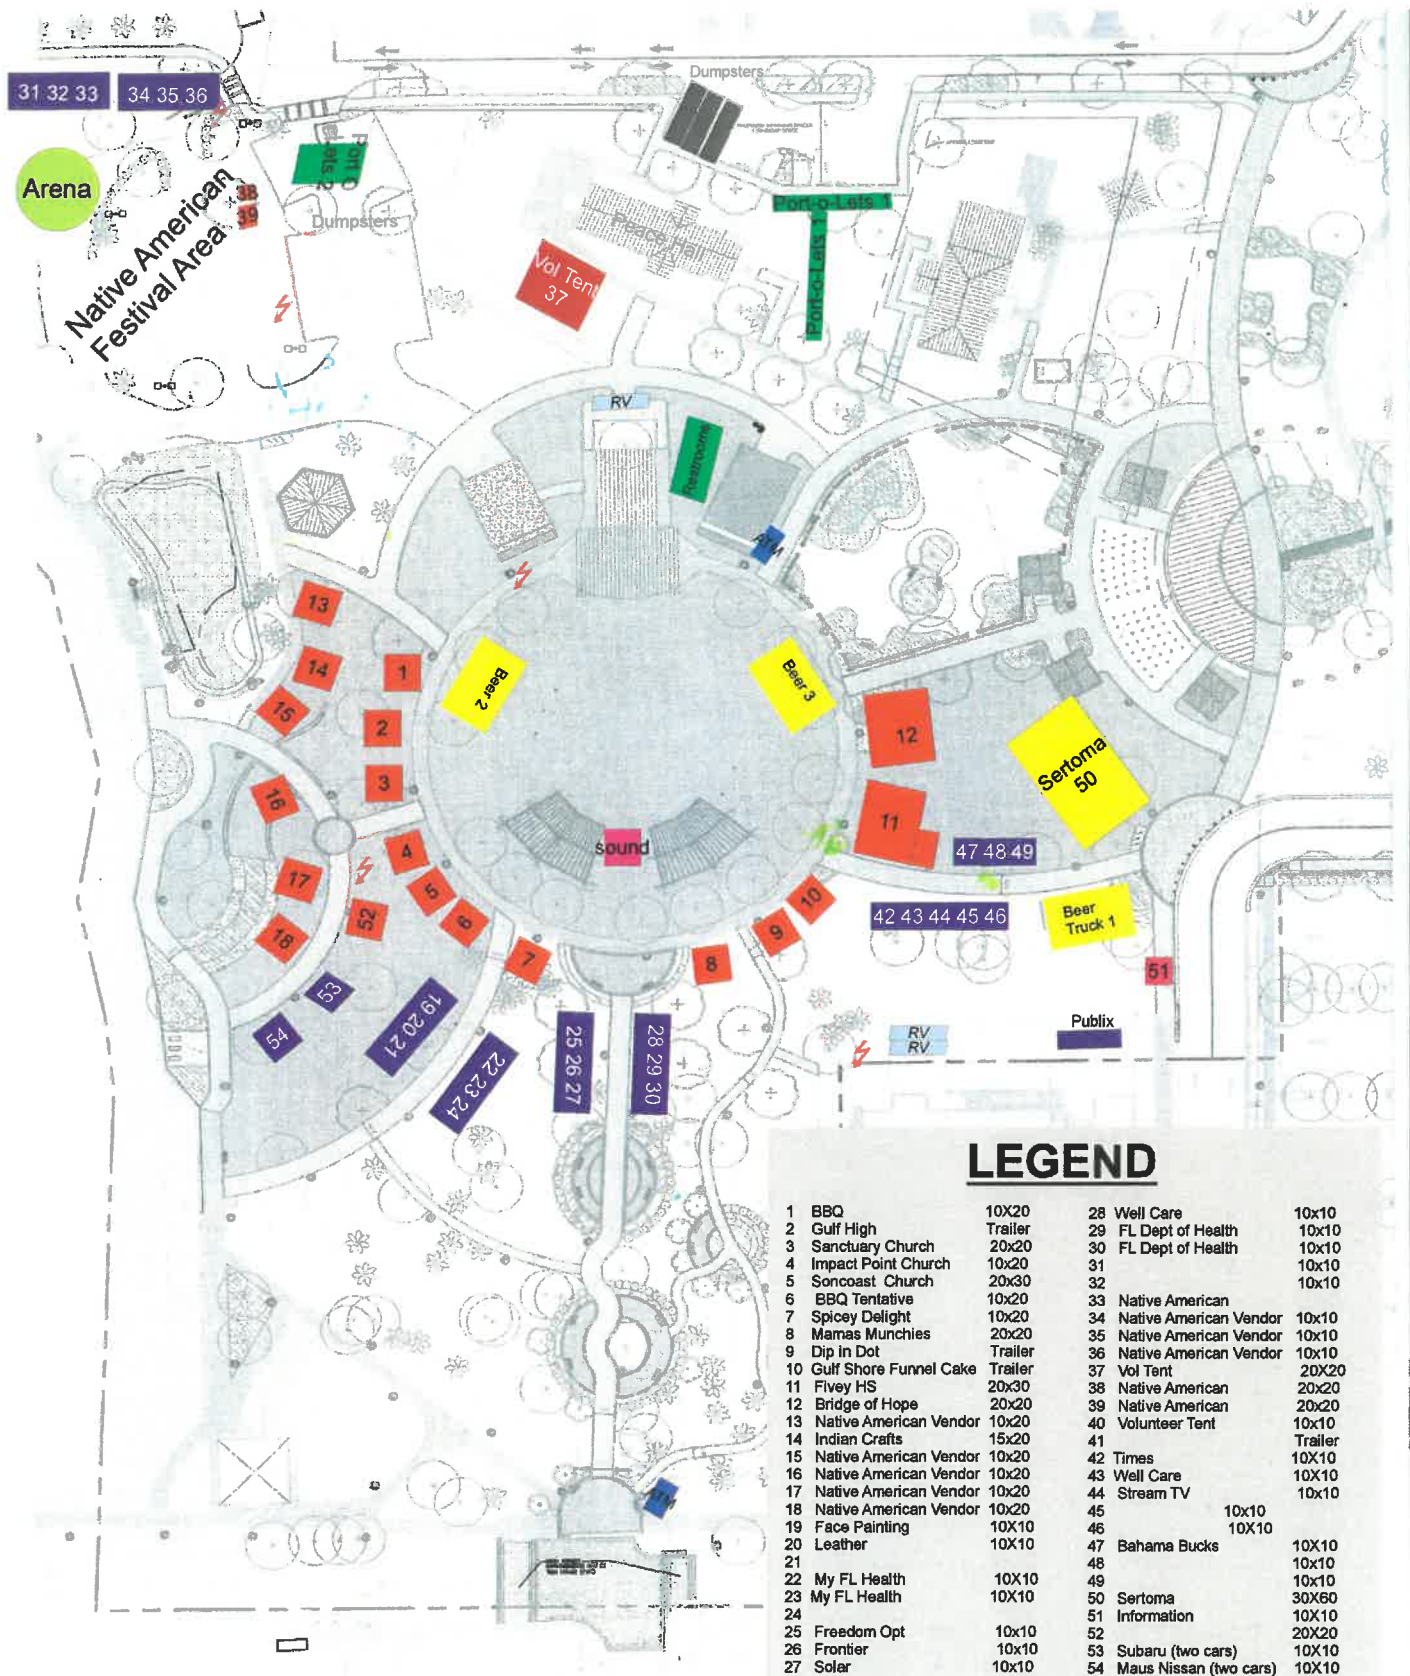 Dumpsters
31 32 33
34 35 36
Port O
Lets 2
Arena
38
39
Native American
Festival Area
Dumpsters
Port-o-Lets 1
Port-o-Lets 1
Peace Hall
Vol Tent
37
RV
Restrooms
ATM
13
14
15
1
2
3
Beer 2
Beer 3
12
11
Sertoma
50
16
17
18
4
5
6
52
sound
47 48 49
42 43 44 45 46
Beer
Truck 1
7
8
9
10
51
53
54
19 20 21
22 23 24
25 26 27
28 29 30
RV
RV
Publix
ATM
LEGEND
1 BBQ 10X20
2 Gulf High Trailer
3 Sanctuary Church 20x20
4 Impact Point Church 10x20
5 Soncoast Church 20x30
6 BBQ Tentative 10x20
7 Spicey Delight 10x20
8 Mamas Munchies 20x20
9 Dip in Dot Trailer
10 Gulf Shore Funnel Cake Trailer
11 Fivey HS 20x30
12 Bridge of Hope 20x20
13 Native American Vendor 10x20
14 Indian Crafts 15x20
15 Native American Vendor 10x20
16 Native American Vendor 10x20
17 Native American Vendor 10x20
18 Native American Vendor 10x20
19 Face Painting 10X10
20 Leather 10X10
21
22 My FL Health 10X10
23 My FL Health 10X10
24
25 Freedom Opt 10x10
26 Frontier 10x10
27 Solar 10x10
28 Well Care 10x10
29 FL Dept of Health 10x10
30 FL Dept of Health 10x10
31 10x10
32 10x10
33 Native American
34 Native American Vendor 10x10
35 Native American Vendor 10x10
36 Native American Vendor 10x10
37 Vol Tent 20X20
38 Native American 20x20
39 Native American 20x20
40 Volunteer Tent 10x10
41 Trailer
42 Times 10X10
43 Well Care 10X10
44 Stream TV 10x10
45 10x10
46 10X10
47 Bahama Bucks 10X10
48 10x10
49 10x10
50 Sertoma 30X60
51 Information 10X10
52 20X20
53 Subaru (two cars) 10X10
54 Maus Nissan (two cars) 10X10